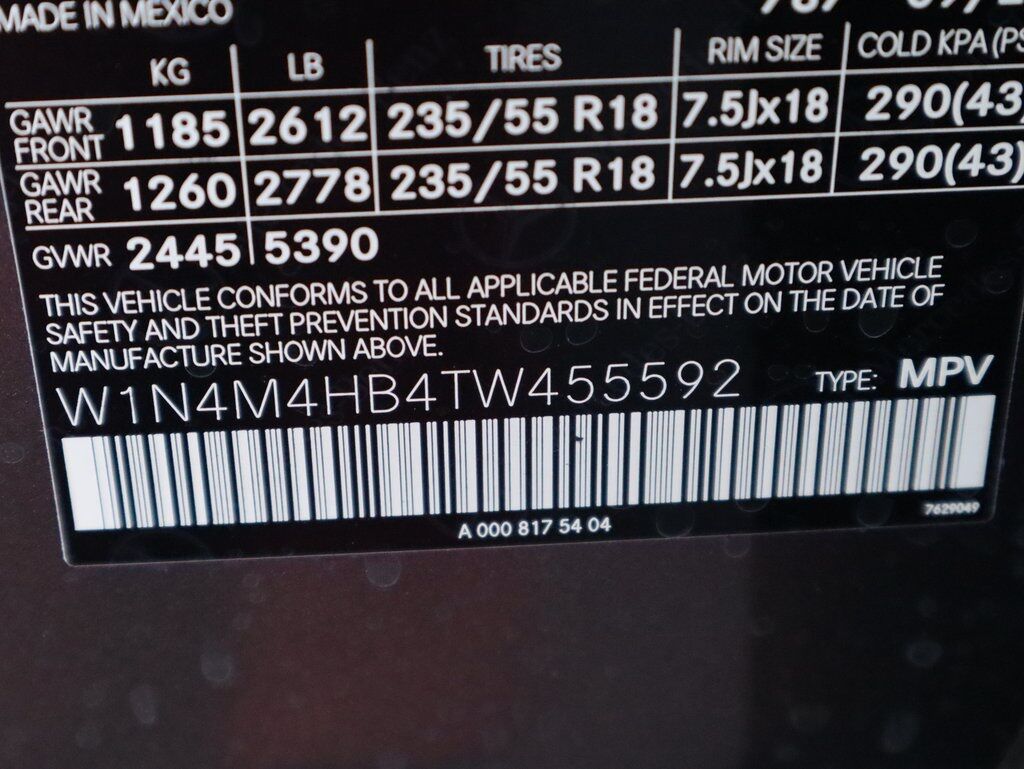 MADE IN MEXICO
KG LB TIRES RIM SIZE COLD KPA
GAWR FRONT 1185 2612 235/55 R18 7.5Jx18 290(43)
GAWR REAR 1260 2778 235/55 R18 7.5Jx18 290(43)
GVWR 2445 5390
THIS VEHICLE CONFORMS TO ALL APPLICABLE FEDERAL MOTOR VEHICLE
SAFETY AND THEFT PREVENTION STANDARDS IN EFFECT ON THE DATE OF
MANUFACTURE SHOWN ABOVE.
W1N4M4HB4TW455592 TYPE: MPV
A 000 817 54 04
7629049